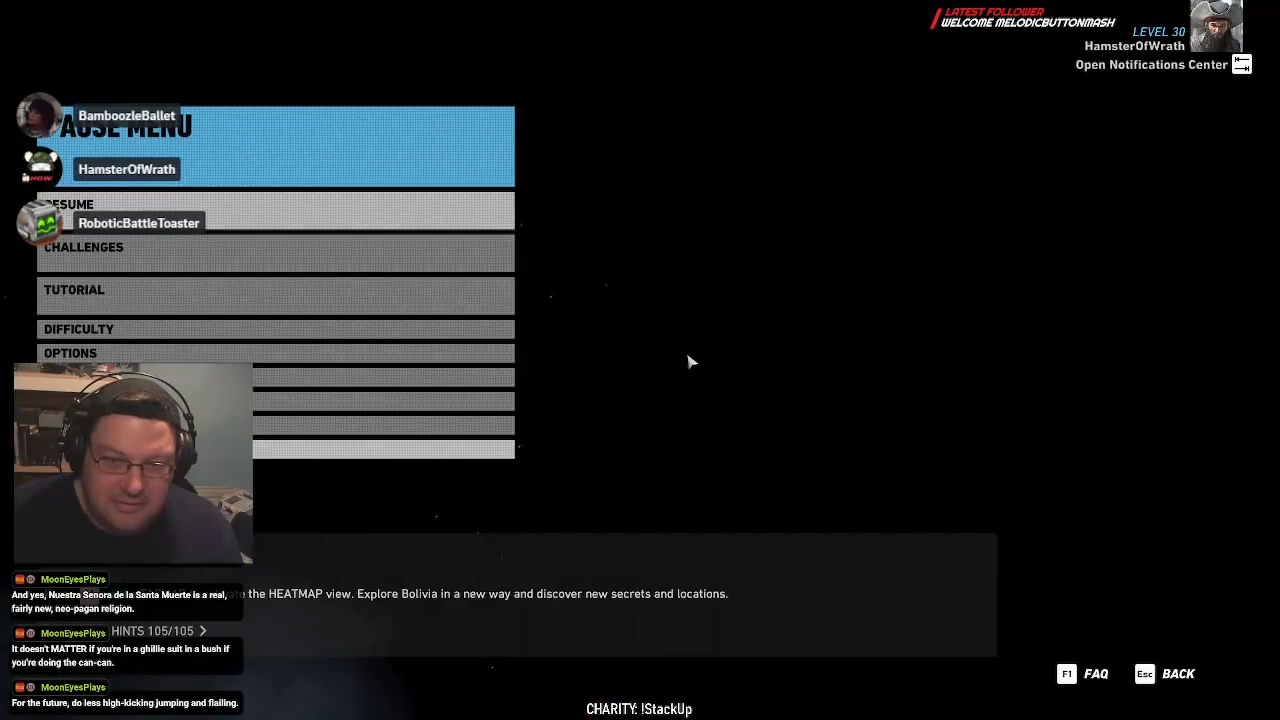 LATEST FOLLOWER
WELCOME MELODICBUTTONMASH
LEVEL 30
HamsterOfWrath
Open Notifications Center
BamboozleBallet
AUSE MENU
HamsterOfWrath
RESUME
RoboticBattleToaster
CHALLENGES
TUTORIAL
DIFFICULTY
OPTIONS
MoonEyesPlays
And yes, Nuestra Senora de la Santa Muerte is a real,
fairly new, neo-pagan religion.
the HEATMAP view. Explore Bolivia in a new way and discover new secrets and locations.
MoonEyesPlays
HINTS 105/105
It doesn't MATTER if you're in a ghillie suit in a bush if
you're doing the can-can.
MoonEyesPlays
For the future, do less high-kicking jumping and flailing.
F1 FAQ
Esc BACK
CHARITY: !StackUp